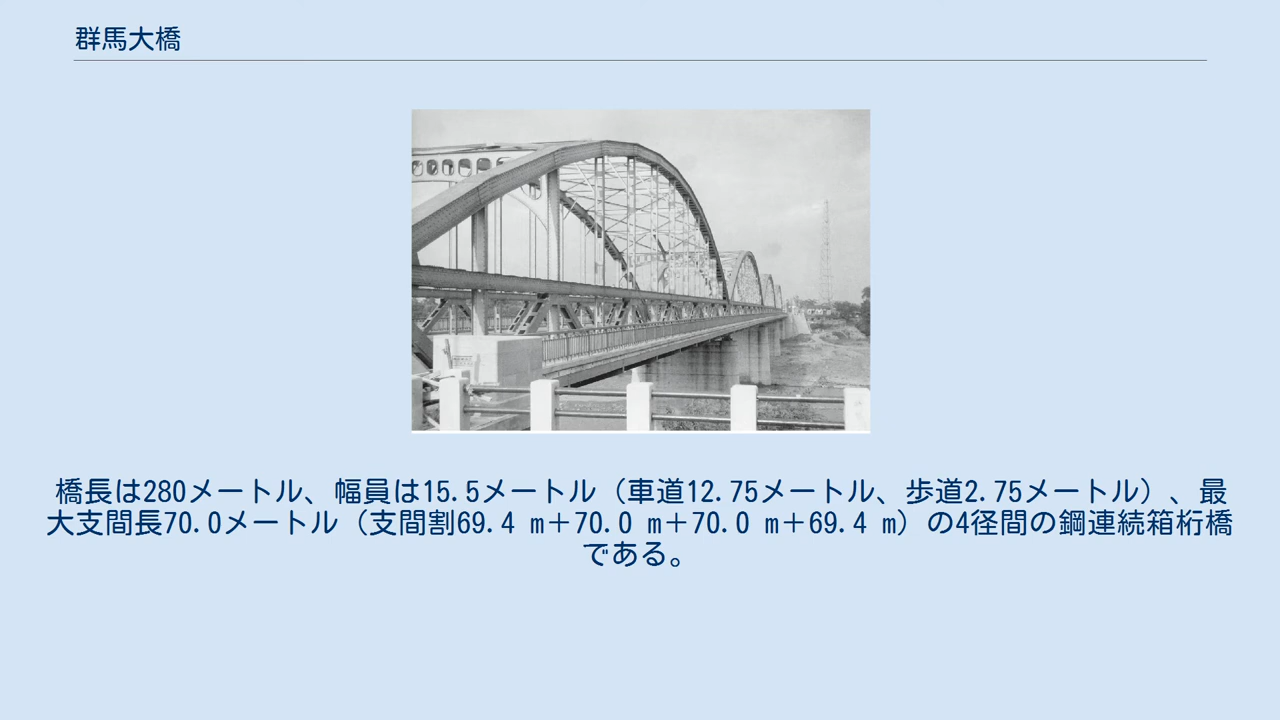 群馬大橋
橋長は280メートル、幅員は15.5メートル（車道12.75メートル、歩道2.75メートル）、最
大支間長70.0メートル（支間割69.4 m＋70.0 m＋70.0 m＋69.4 m）の4径間の鋼連続箱桁橋
である。